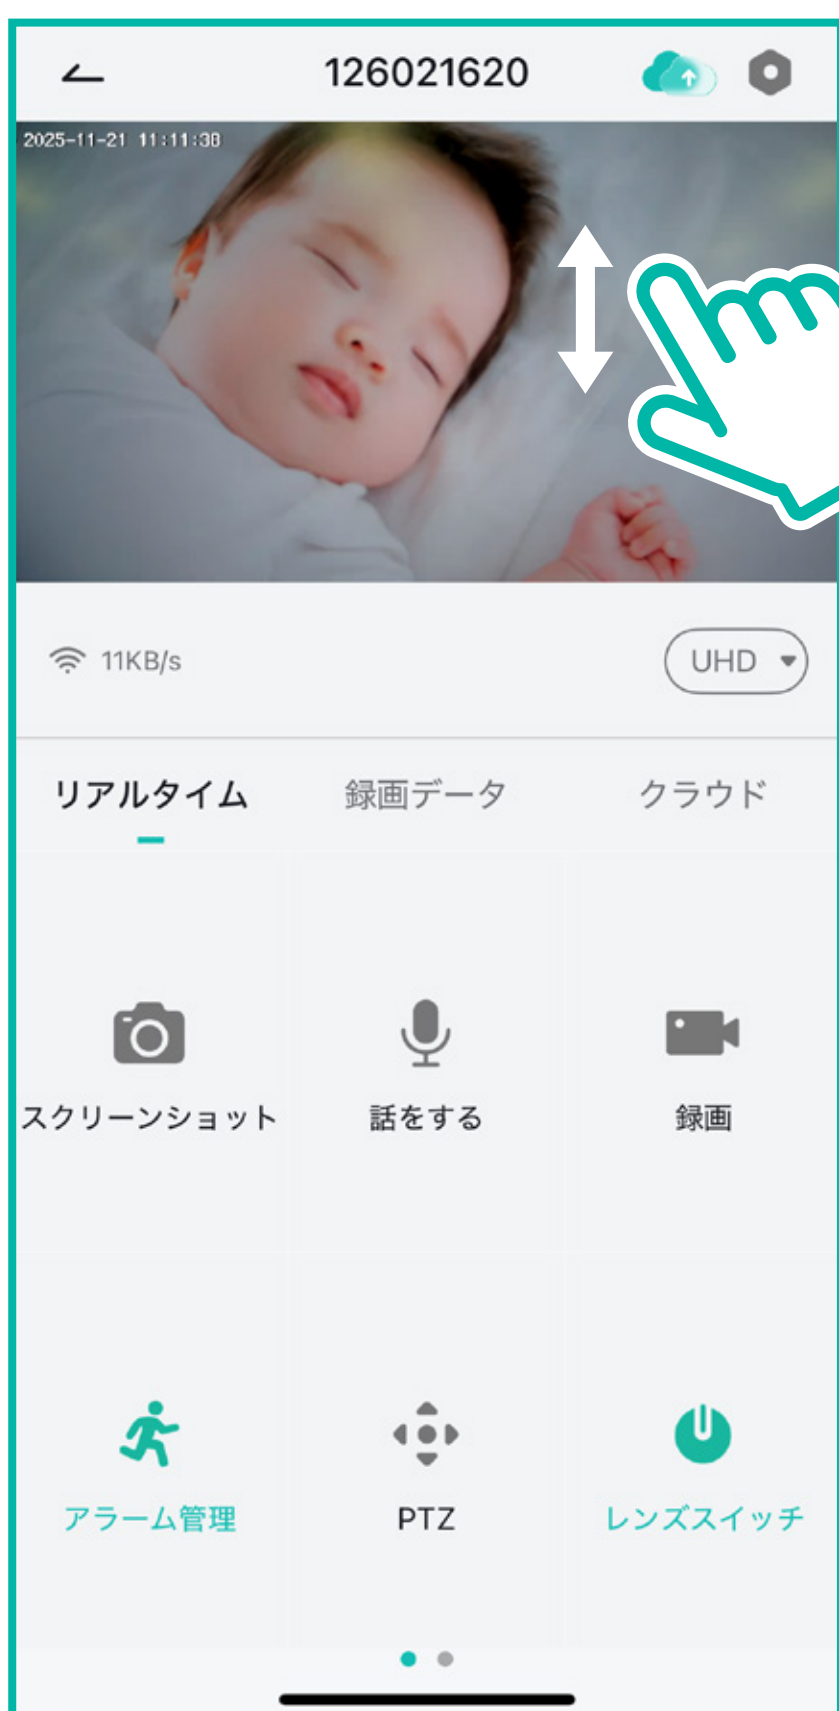 126021620
2025-11-21 11:11:38
11KB/s
UHD
リアルタイム 録画データ クラウド
スクリーンショット 話をする 録画
アラーム管理 PTZ レンズスイッチ